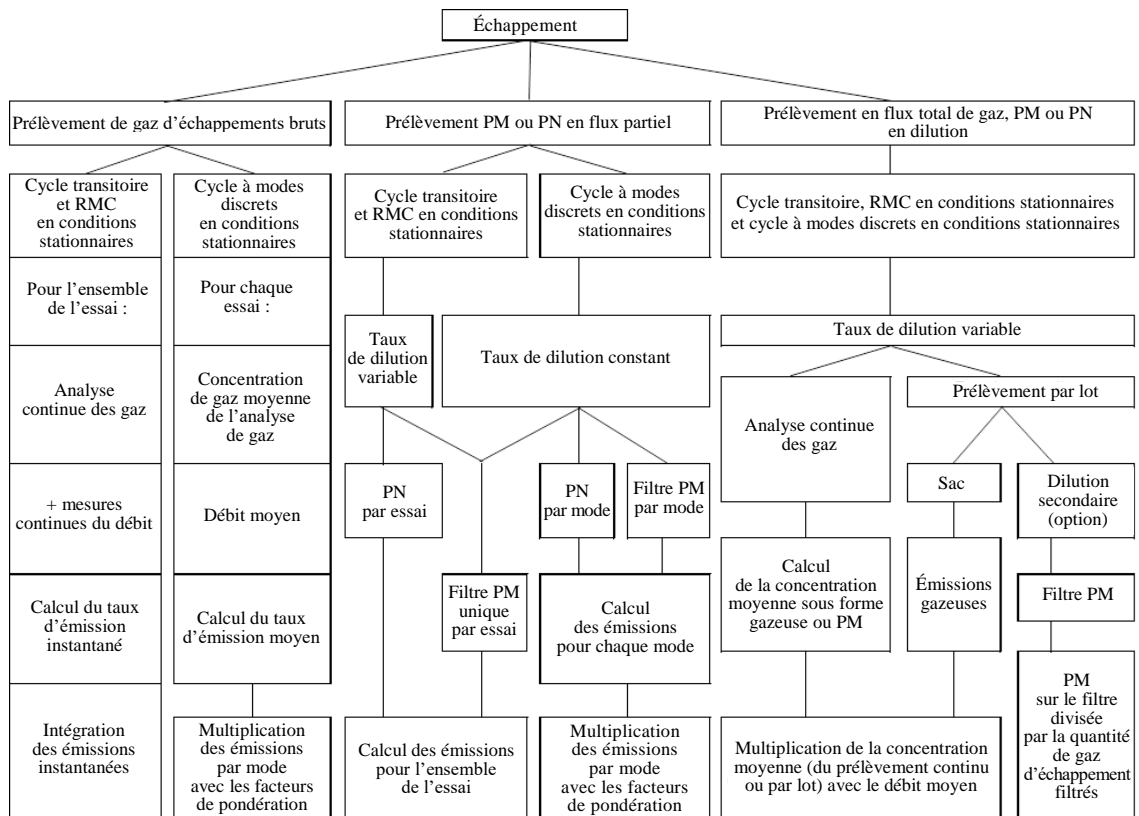 Échappement
Prélèvement de gaz d'échappements bruts
Cycle transitoire
et RMC
en conditions
stationnaires
Pour l'ensemble
de l'essai :
Analyse
continue des gaz
+ mesures
continues du débit
Calcul du taux
d'émission
instantané
Intégration
des émissions
instantanées
Cycle à modes
discrets
en conditions
stationnaires
Pour chaque
essai :
Concentration
de gaz moyenne
de l'analyse
de gaz
Débit moyen
Calcul du taux
d'émission moyen
Multiplication
des émissions
par mode
avec les facteurs
de pondération
Prélèvement PM ou PN en flux partiel
Cycle transitoire
et RMC en conditions
stationnaires
Cycle à modes
discrets en conditions
stationnaires
Taux
de dilution
variable
Taux de dilution constant
PN
par essai
Filtre PM
unique
par essai
PN
par mode
Filtre PM
par mode
Calcul
des émissions
pour chaque mode
Calcul des émissions
pour l'ensemble
de l'essai
Multiplication
des émissions
par mode
avec les facteurs
de pondération
Prélèvement en flux total de gaz, PM ou PN
en dilution
Cycle transitoire, RMC en conditions stationnaires
et cycle à modes discrets en conditions stationnaires
Taux de dilution variable
Analyse continue
des gaz
Prélèvement par lot
Sac
Dilution
secondaire
(option)
Calcul
de la concentration
moyenne sous forme
gazeuse ou PM
Émissions
gazeuses
Filtre PM
Multiplication de la concentration
moyenne (du prélèvement continu
ou par lot) avec le débit moyen
PM
sur le filtre
divisée
par la quantité
de gaz
d'échappement
filtrés